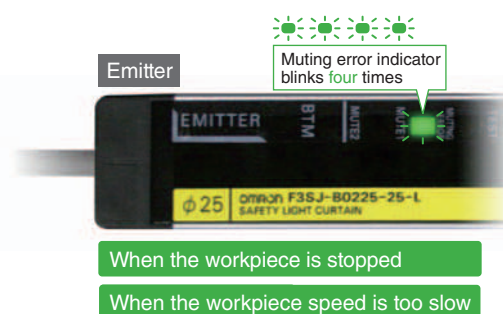 Muting error indicator
blinks four times
Emitter
EMITTER
BTM
MUTE2
MUTE1
φ25
OMRON F3SJ-B0225-25-L
SAFETY LIGHT CURTAIN
When the workpiece is stopped
When the workpiece speed is too slow